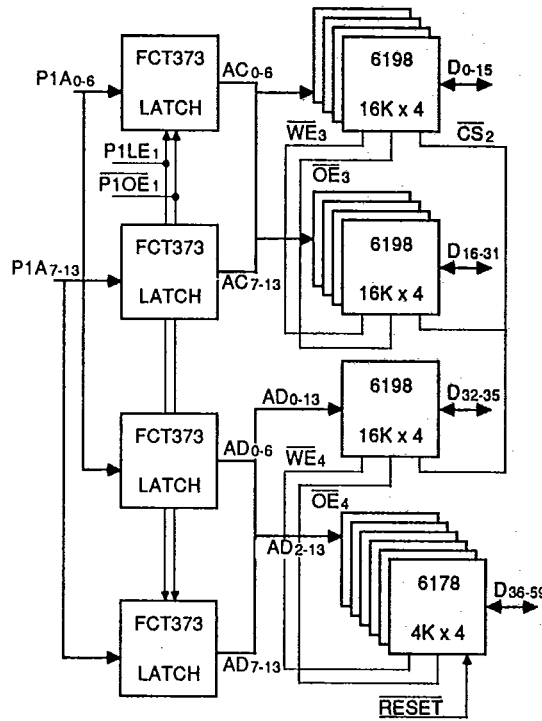 FCT373
LATCH
P1A0-6
AC0-6
6198
16K x 4
D0-15
P1LE1
P1OE1
WE3
OE3
CS2
FCT373
LATCH
P1A7-13
AC7-13
6198
16K x 4
D16-31
FCT373
LATCH
AD0-13
AD0-6
6198
16K x 4
D32-35
WE4
OE4
AD2-13
FCT373
LATCH
AD7-13
6178
4K x 4
D36-59
RESET